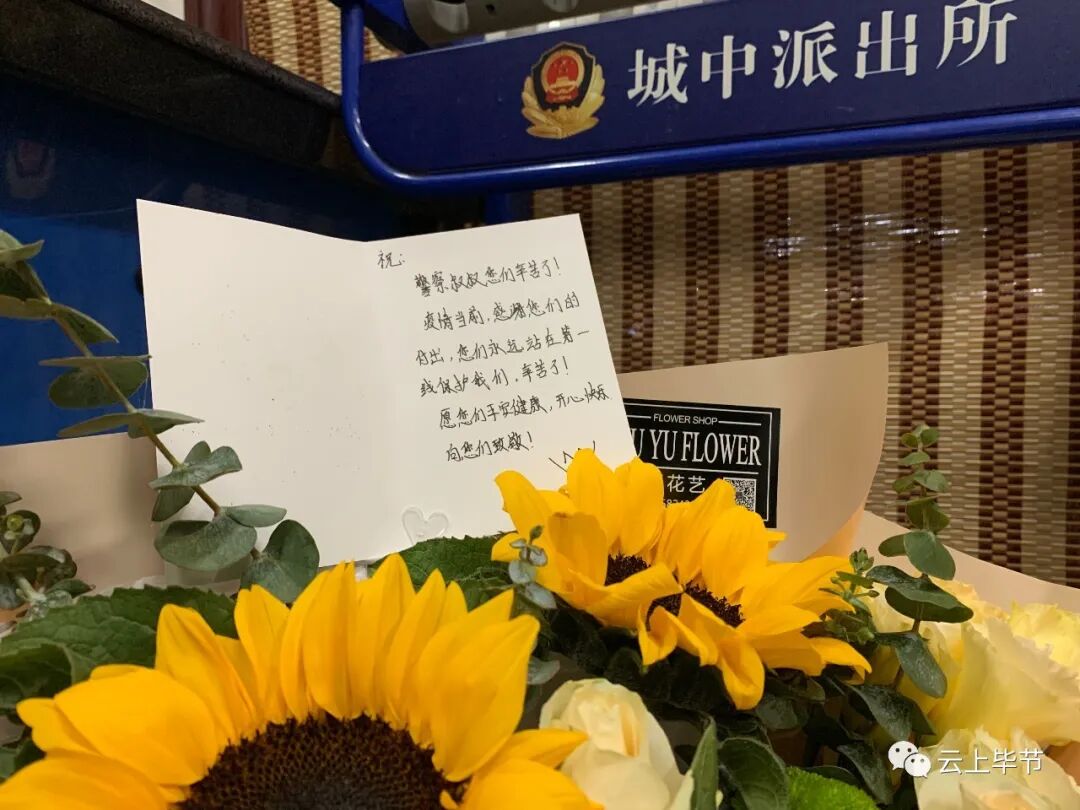 城中派出所
祝:
警察叔叔您们辛苦了!
疫情当前,感谢您们的
付出,您们永远站在第一
线保护我们,辛苦了!
愿您们平安健康,开心快乐
向您们致敬!
FLOWER SHOP
U YU FLOWER
花艺
云上毕节